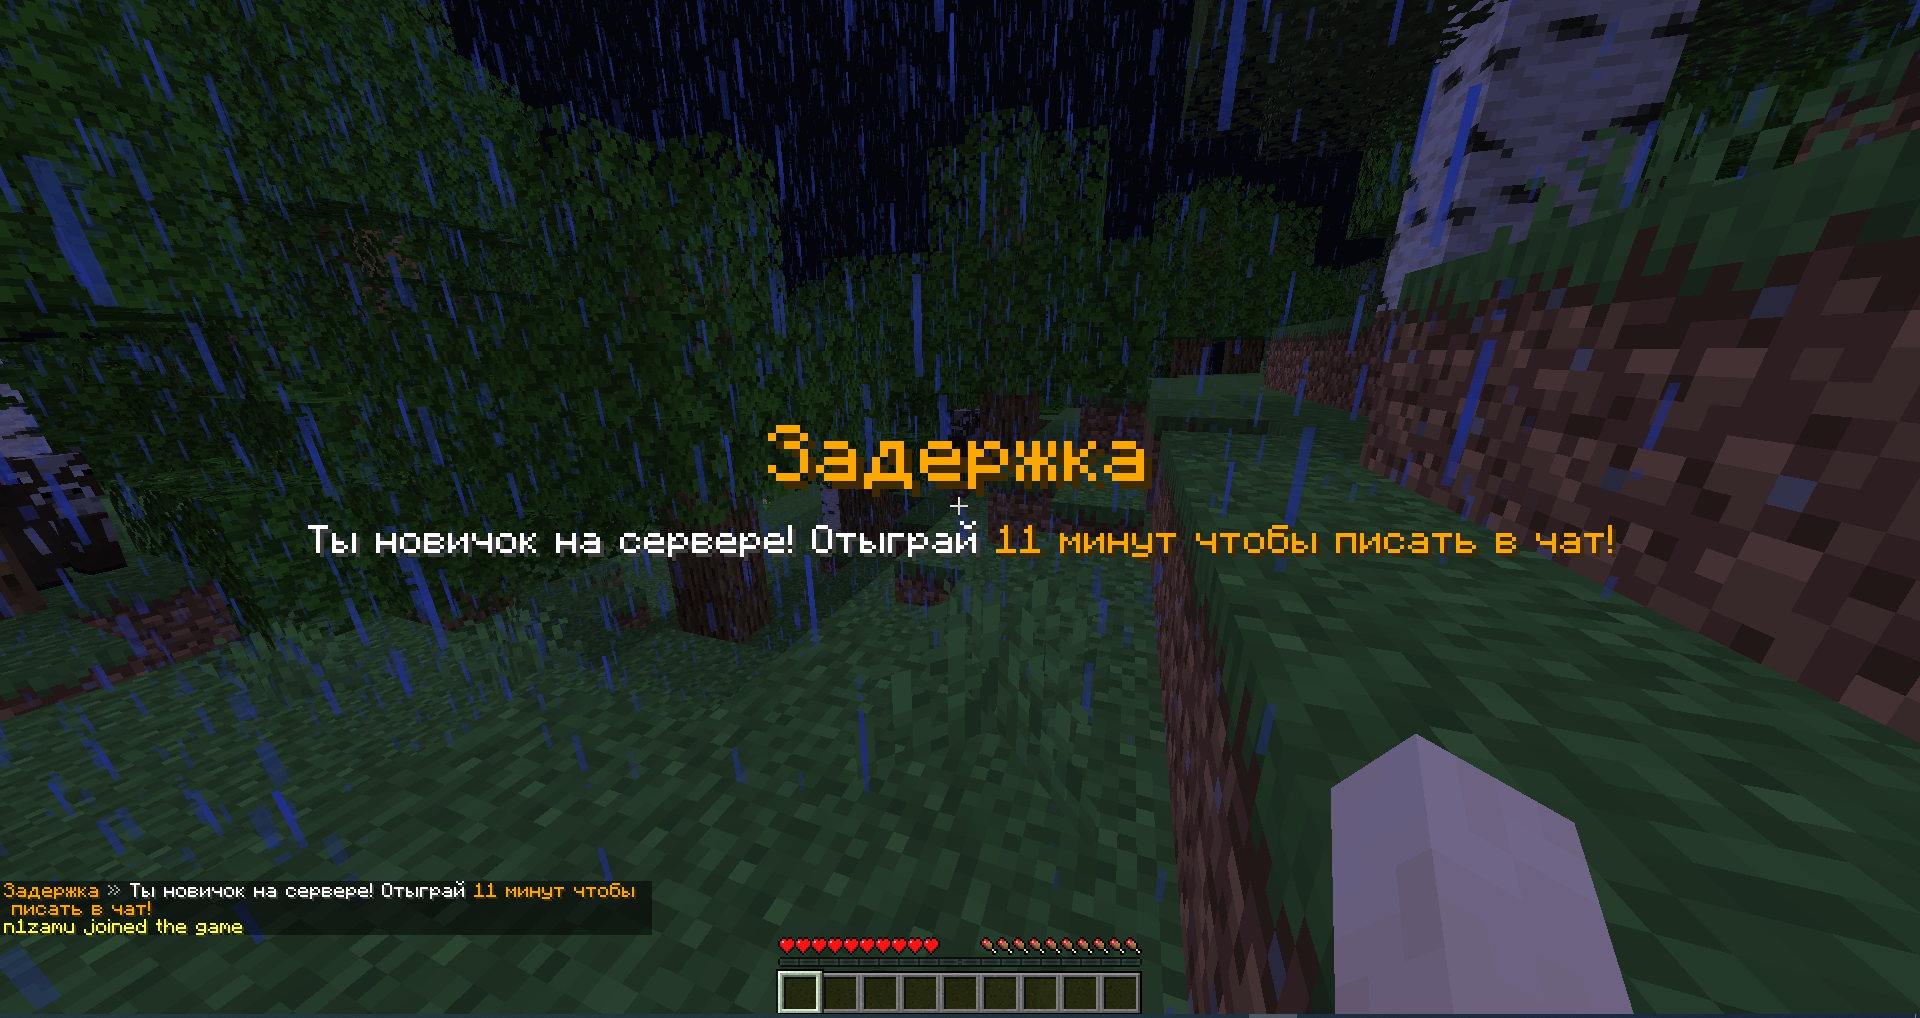 Задержка
Ты новичок на сервере! Отыграй 11 минут чтобы писать в чат!
Задержка » Ты новичок на сервере! Отыграй 11 минут чтобы
писать в чат!
n1zamu joined the game